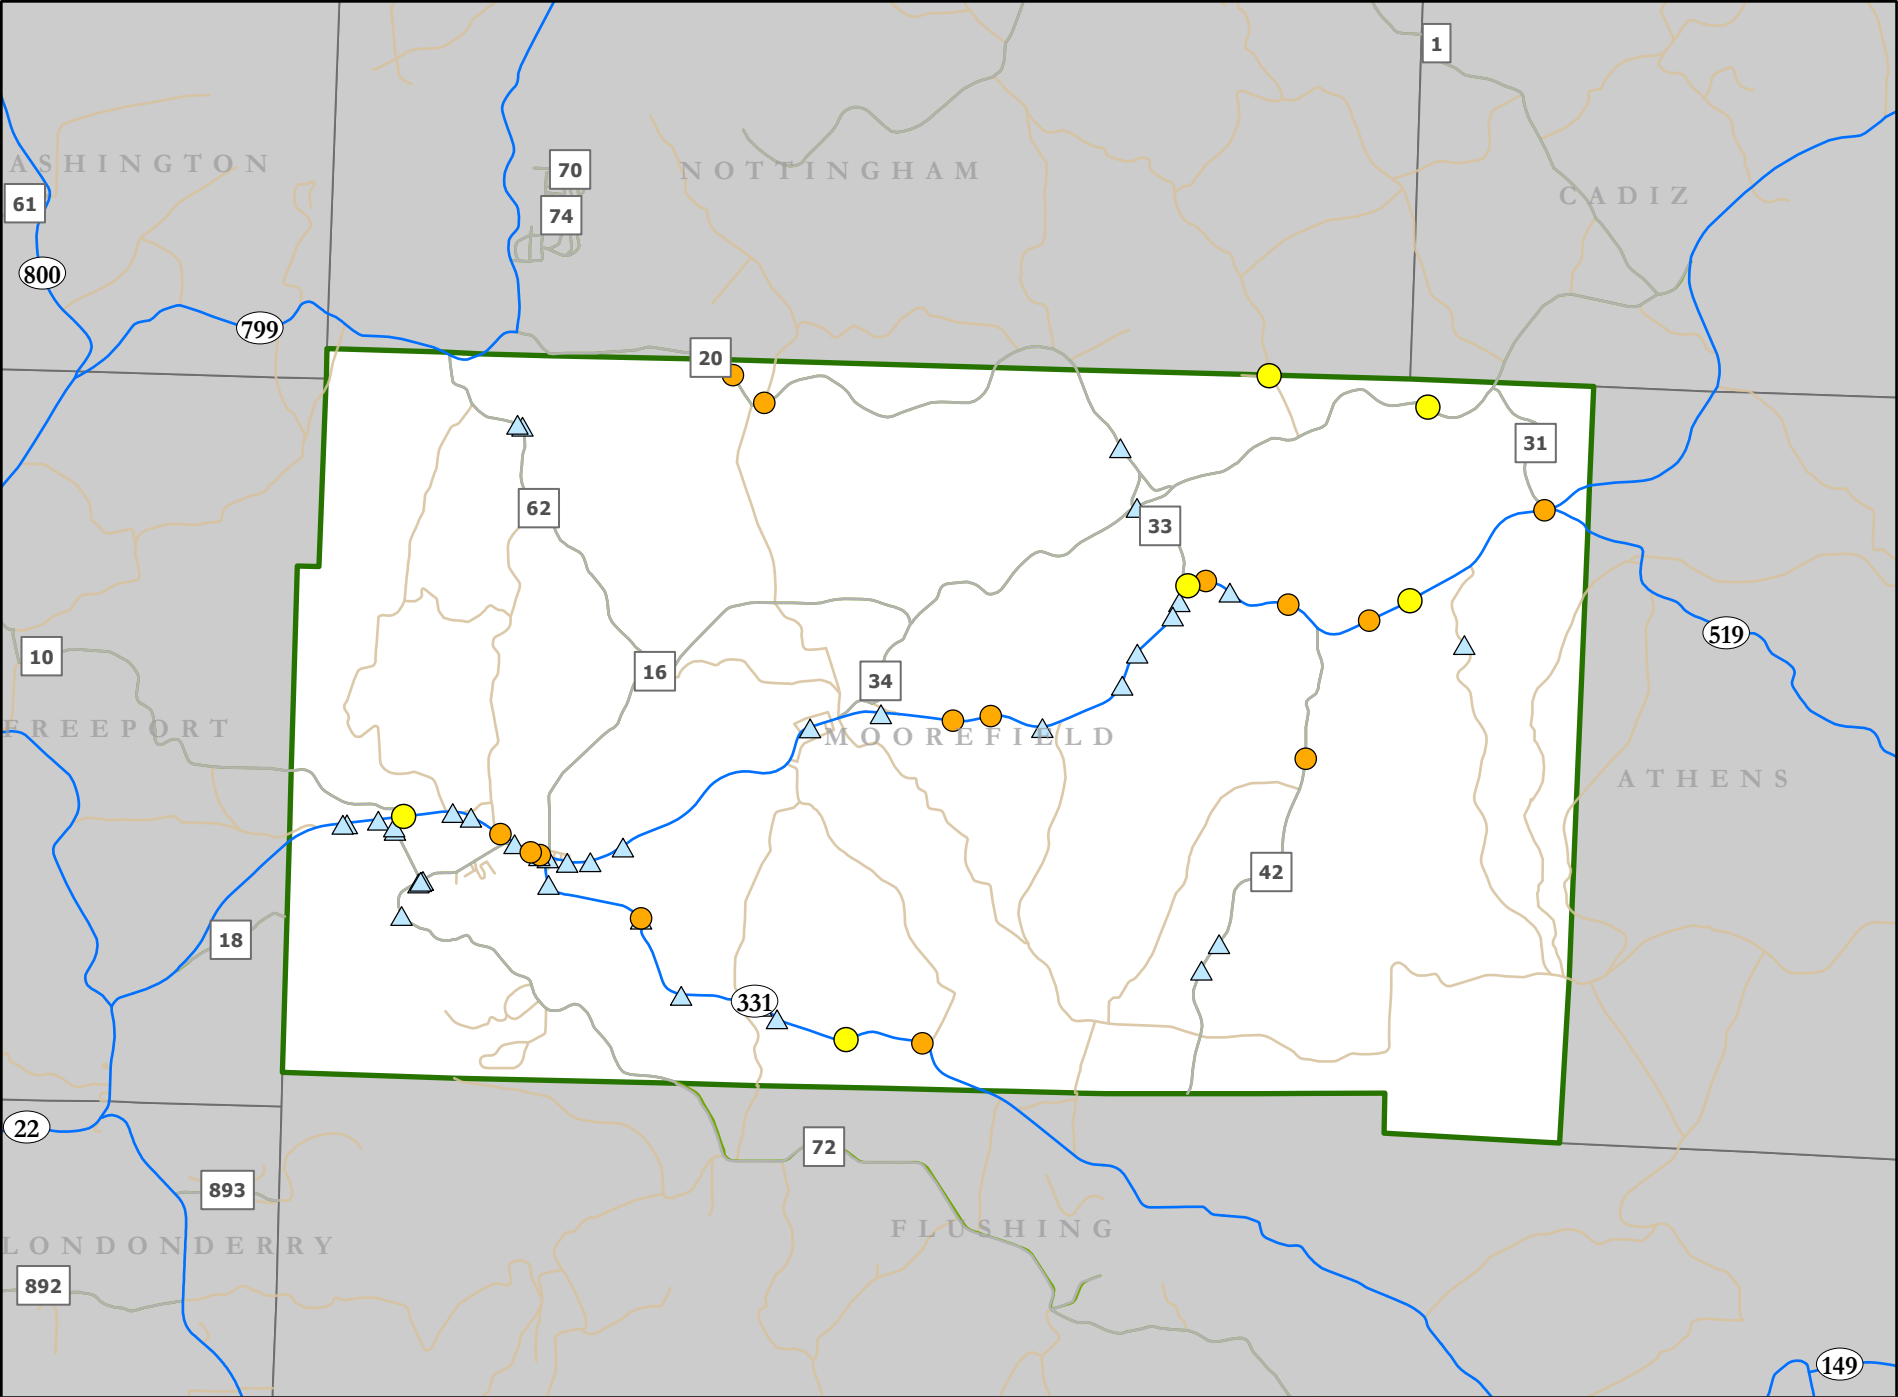 1
ASHINGTON
70
NOTTINGHAM
CADIZ
61
74
800
799
20
31
62
33
519
10
16
34
FREEPORT
MOOREFIELD
ATHENS
42
18
331
22
72
893
FLUSHING
LONDONDERRY
892
149